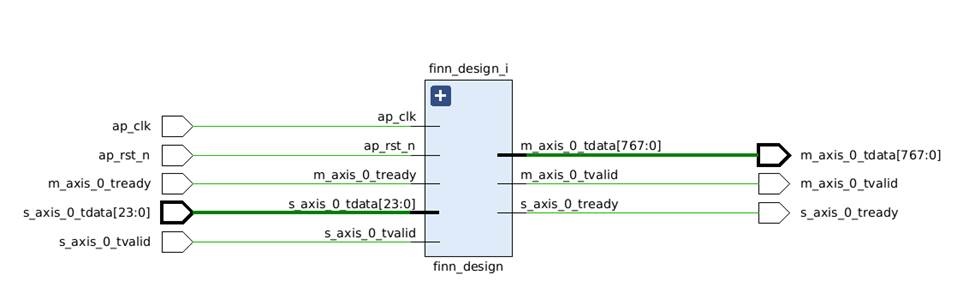 finn_design_i
ap_clk ap_clk
ap_rst_n ap_rst_n m_axis_0_tdata[767:0] m_axis_0_tdata[767:0]
m_axis_0_tready m_axis_0_tready m_axis_0_tvalid m_axis_0_tvalid
s_axis_0_tdata[23:0] s_axis_0_tdata[23:0] s_axis_0_tready s_axis_0_tready
s_axis_0_tvalid s_axis_0_tvalid
finn_design